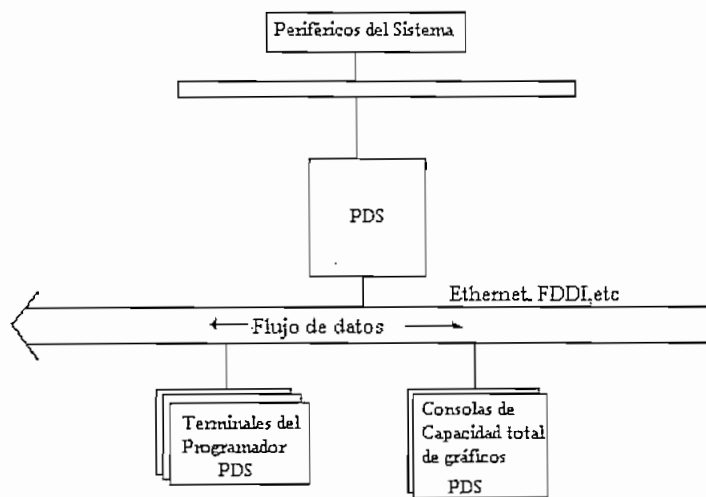 Periféricos del Sistema
PDS
Ethernet, FDDI,etc
Flujo de datos
Terminales del
Programador
PDS
Consolas de
Capacidad total
de gráficos
PDS